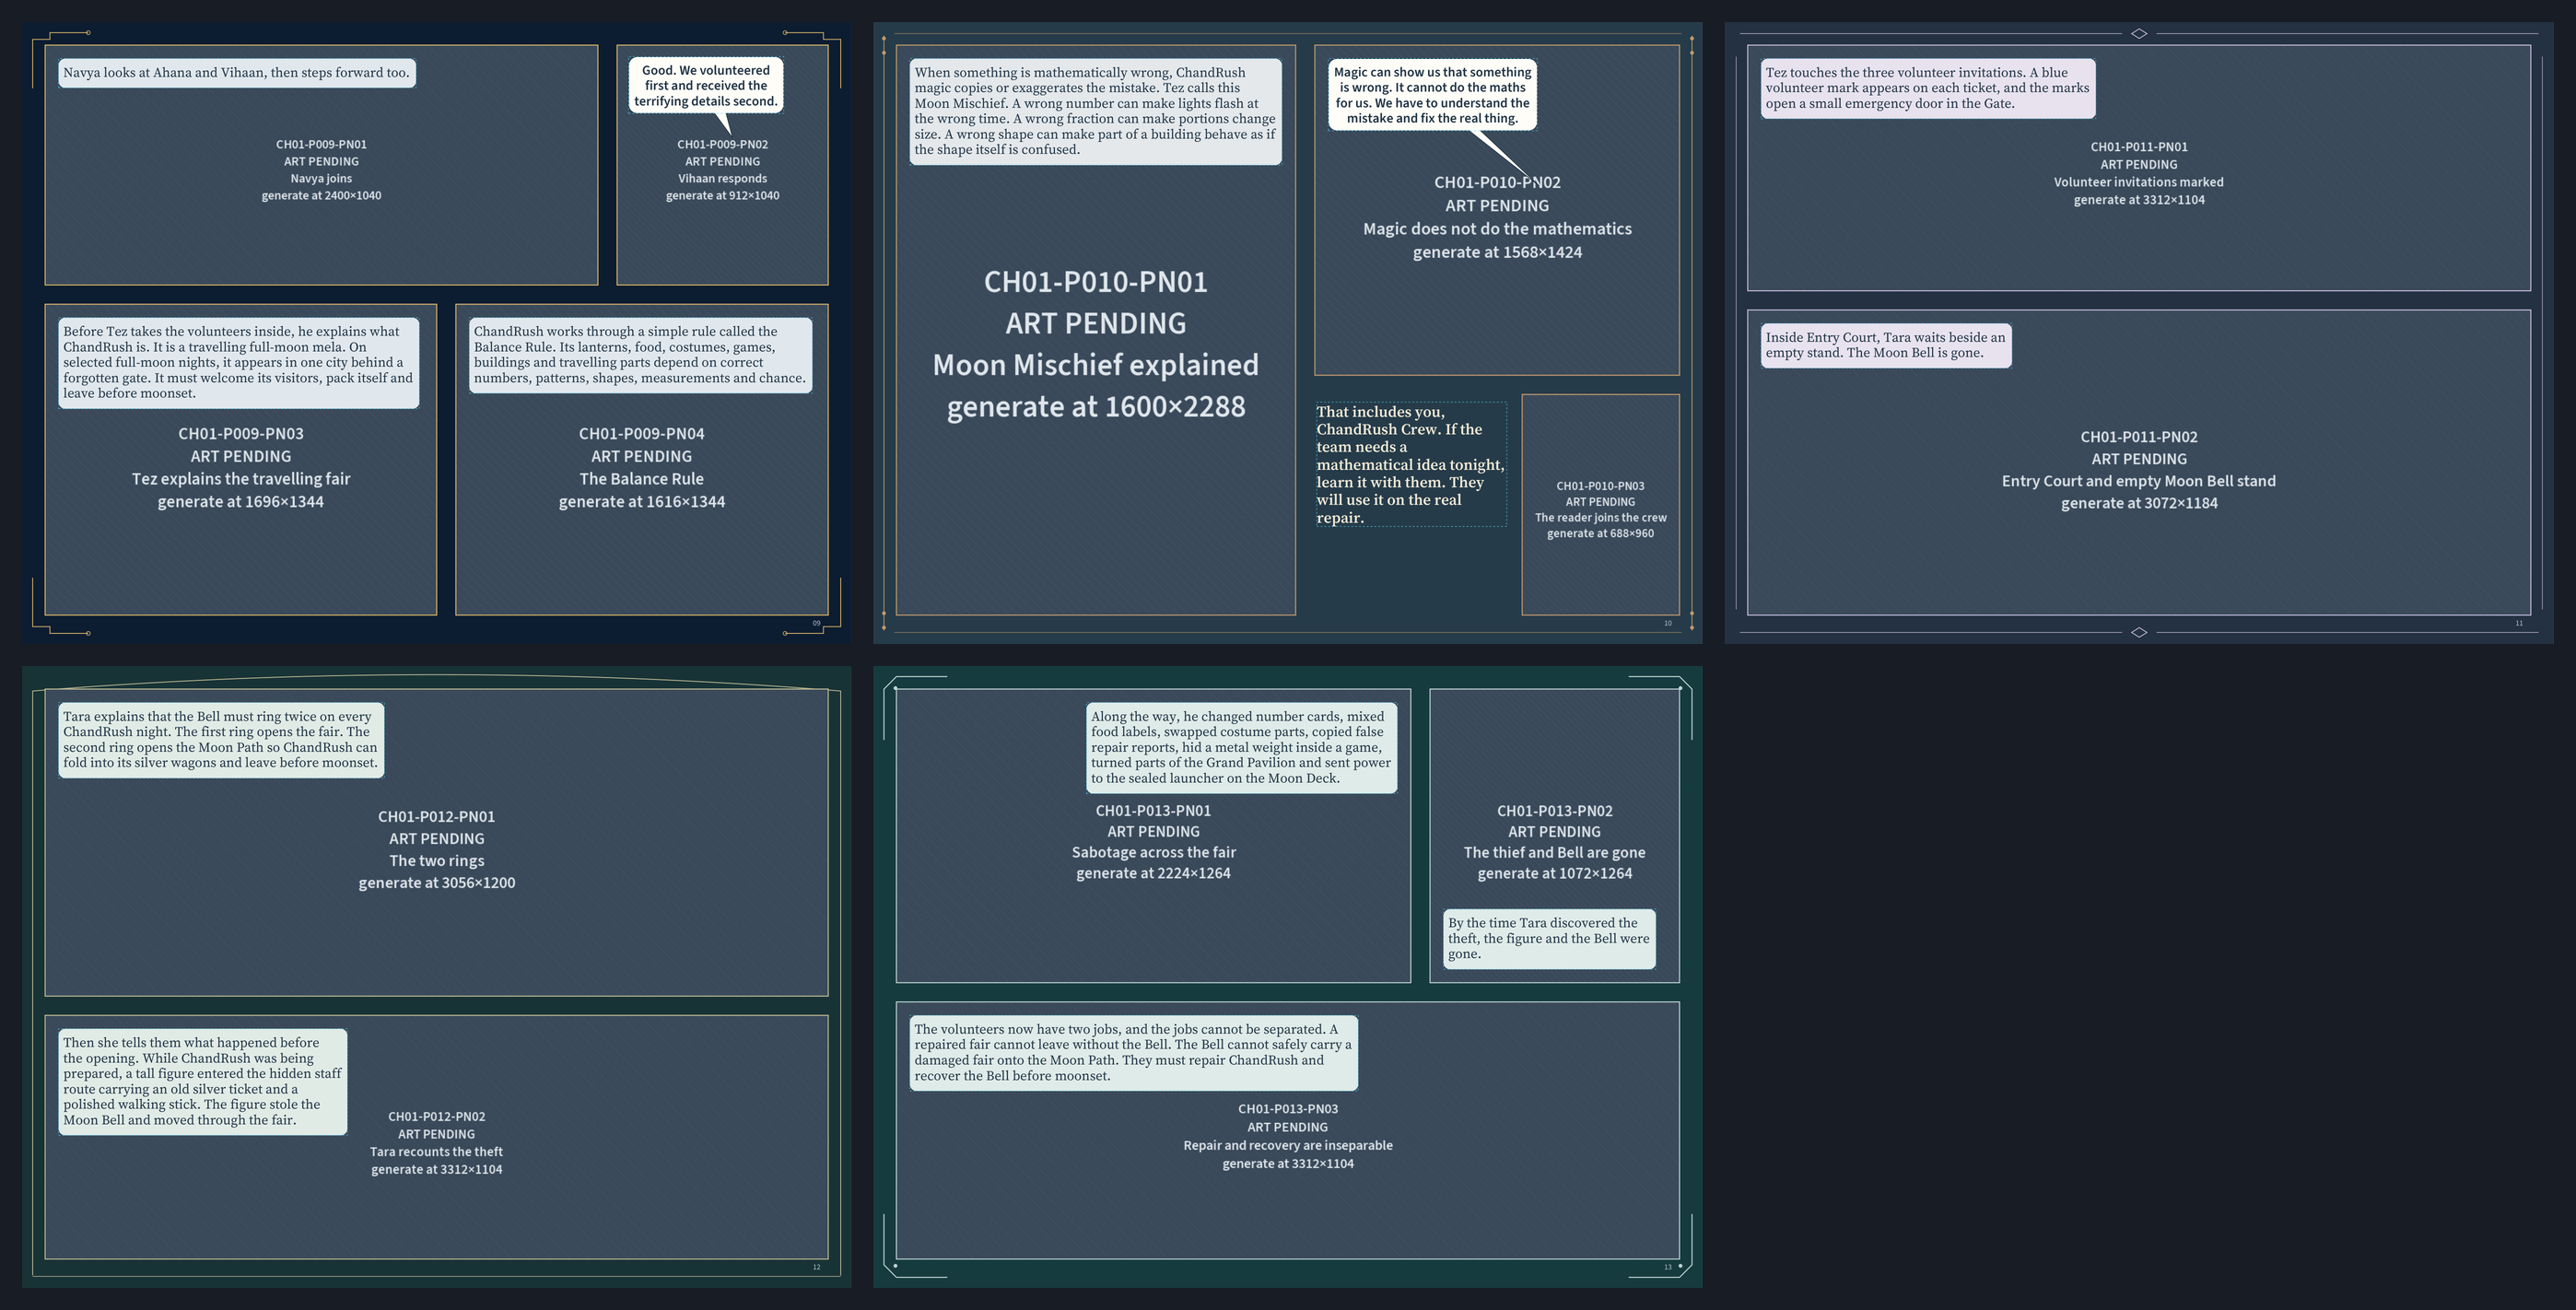 Navya looks at Ahana and Vihaan, then steps forward too.
CH01-P009-PN01
ART PENDING
Navya joins
generate at 2400×1040
Good. We volunteered
first and received the
terrifying details second.
CH01-P009-PN02
ART PENDING
Vihaan responds
generate at 912×1040
Before Tez takes the volunteers inside, he explains what
ChandRush is. It is a travelling full-moon mela. On
selected full-moon nights, it appears in one city behind a
forgotten gate. It must welcome its visitors, pack itself and
leave before moonset.
CH01-P009-PN03
ART PENDING
Tez explains the travelling fair
generate at 1696×1344
ChandRush works through a simple rule called the
Balance Rule. Its lanterns, food, costumes, games,
buildings and travelling parts depend on correct
numbers, patterns, shapes, measurements and chance.
CH01-P009-PN04
ART PENDING
The Balance Rule
generate at 1616×1344
09
When something is mathematically wrong, ChandRush
magic copies or exaggerates the mistake. Tez calls this
Moon Mischief. A wrong number can make lights flash at
the wrong time. A wrong fraction can make portions change
size. A wrong shape can make part of a building behave as if
the shape itself is confused.
CH01-P010-PN01
ART PENDING
Moon Mischief explained
generate at 1600×2288
Magic can show us that something
is wrong. It cannot do the maths
for us. We have to understand the
mistake and fix the real thing.
CH01-P010-PN02
ART PENDING
Magic does not do the mathematics
generate at 1568×1424
That includes you,
ChandRush Crew. If the
team needs a
mathematical idea tonight,
learn it with them. They
will use it on the real
repair.
CH01-P010-PN03
ART PENDING
The reader joins the crew
generate at 688×960
10
Tez touches the three volunteer invitations. A blue
volunteer mark appears on each ticket, and the marks
open a small emergency door in the Gate.
CH01-P011-PN01
ART PENDING
Volunteer invitations marked
generate at 3312×1104
Inside Entry Court, Tara waits beside an
empty stand. The Moon Bell is gone.
CH01-P011-PN02
ART PENDING
Entry Court and empty Moon Bell stand
generate at 3072×1184
11
Tara explains that the Bell must ring twice on every
ChandRush night. The first ring opens the fair. The
second ring opens the Moon Path so ChandRush can
fold into its silver wagons and leave before moonset.
CH01-P012-PN01
ART PENDING
The two rings
generate at 3056×1200
Then she tells them what happened before
the opening. While ChandRush was being
prepared, a tall figure entered the hidden staff
route carrying an old silver ticket and a
polished walking stick. The figure stole the
Moon Bell and moved through the fair.
CH01-P012-PN02
ART PENDING
Tara recounts the theft
generate at 3312×1104
12
Along the way, he changed number cards, mixed
food labels, swapped costume parts, copied false
repair reports, hid a metal weight inside a game,
turned parts of the Grand Pavilion and sent power
to the sealed launcher on the Moon Deck.
CH01-P013-PN01
ART PENDING
Sabotage across the fair
generate at 2224×1264
CH01-P013-PN02
ART PENDING
The thief and Bell are gone
generate at 1072×1264
By the time Tara discovered the
theft, the figure and the Bell were
gone.
The volunteers now have two jobs, and the jobs cannot be separated. A
repaired fair cannot leave without the Bell. The Bell cannot safely carry a
damaged fair onto the Moon Path. They must repair ChandRush and
recover the Bell before moonset.
CH01-P013-PN03
ART PENDING
Repair and recovery are inseparable
generate at 3312×1104
13